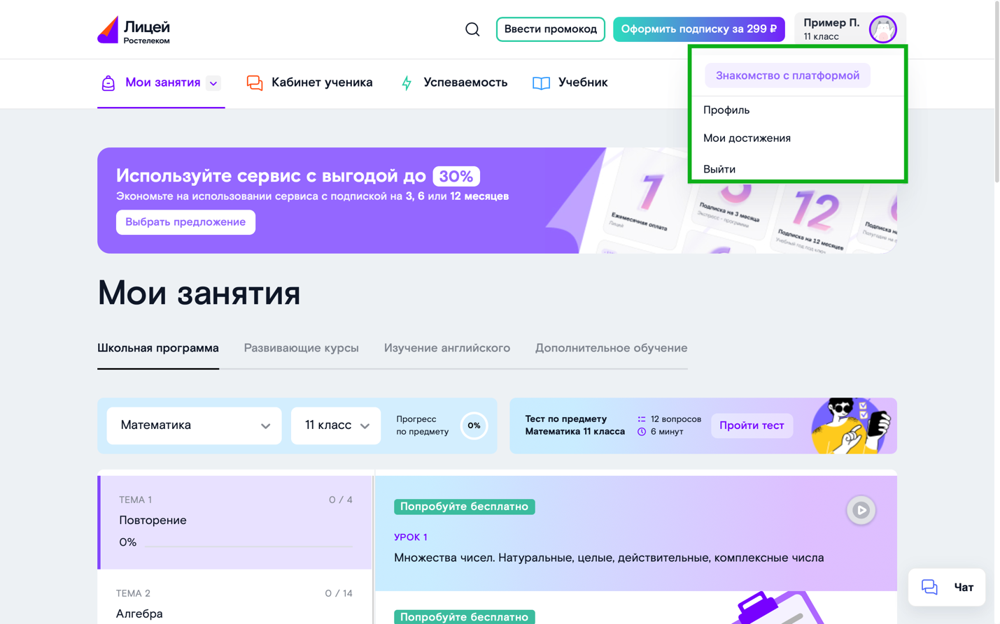 Лицей
Ростелеком
Ввести промокод
Оформить подписку за 299 ₽
Пример П.
11 класс
Мои занятия
Кабинет ученика
Успеваемость
Учебник
Знакомство с платформой
Профиль
Мои достижения
Выйти
Используйте сервис с выгодой до 30%
Экономьте на использовании сервиса с подпиской на 3, 6 или 12 месяцев
Выбрать предложение
1
Ежемесячная оплата
Лицей
3
Подписка на 3 месяца
Экспресс - программа
12
Подписка на 12 месяцев
Учебный год под ключ
Подписка на
Мои занятия
Школьная программа
Развивающие курсы
Изучение английского
Дополнительное обучение
Математика
11 класс
Прогресс
по предмету
0%
Тест по предмету
Математика 11 класса
12 вопросов
6 минут
Пройти тест
ТЕМА 1
0 / 4
Повторение
0%
Попробуйте бесплатно
УРОК 1
Множества чисел. Натуральные, целые, действительные, комплексные числа
ТЕМА 2
0 / 14
Алгебра
Попробуйте бесплатно
Чат